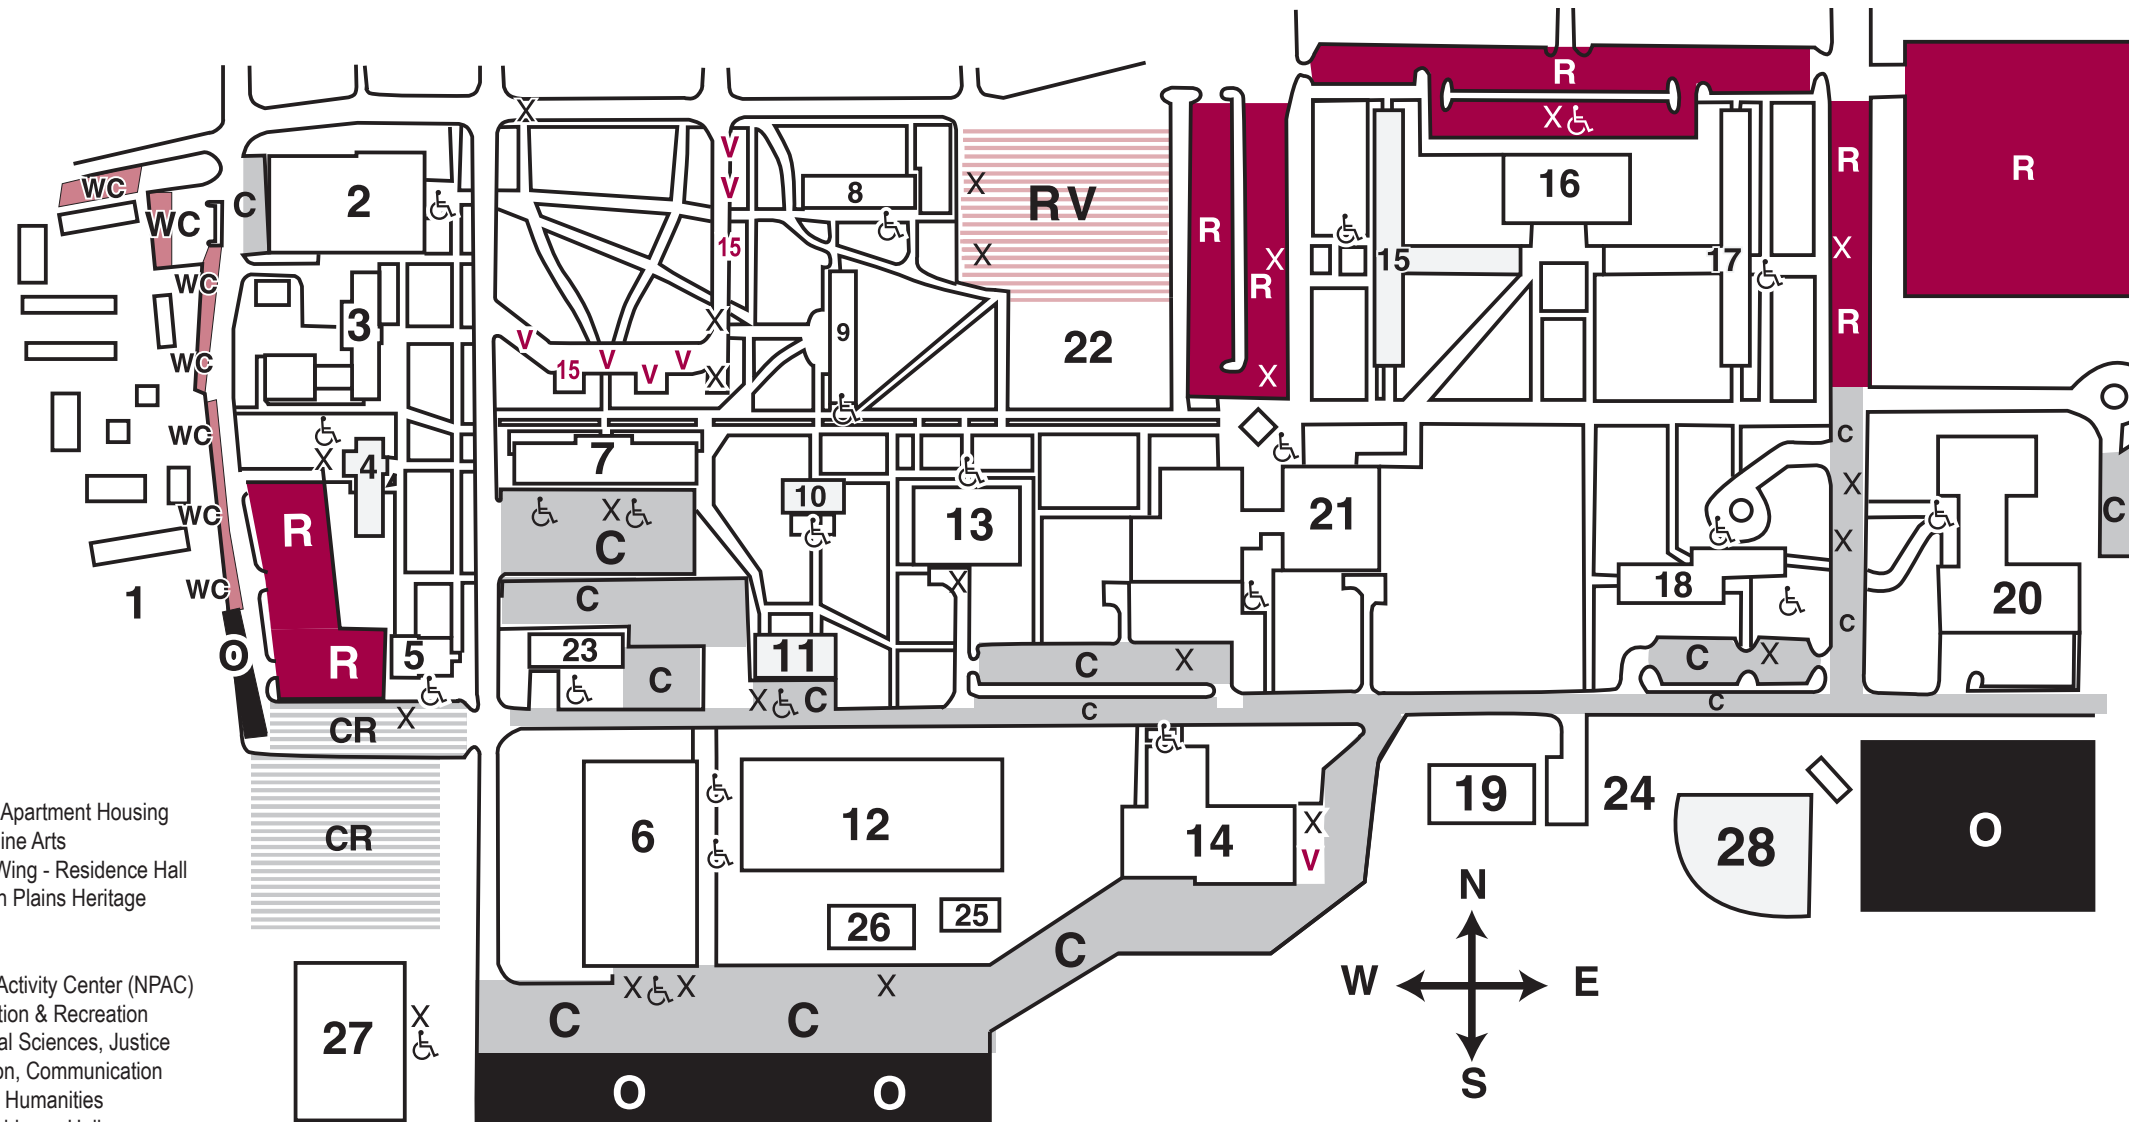 R
X
V
WC
C
2
V
8
X
R V
R
16
R
R
WC
15
R
X
15
17
X
WC
3
X
R
9
22
R
V
15
V
V
V
X
X
WC
WC
X
4
7
C
10
X
C
R
X
C
13
21
X
C
WC
X
18
20
1
WC
C
X
C
O
R
5
23
C
11
X
C
C
X
C
X
CR
X
C
C
CR
6
12
14
X
V
19
24
28
O
Apartment Housing
ine Arts
Wing - Residence Hall
n Plains Heritage
26
25
C
N
W
E
S
Activity Center (NPAC)
tion & Recreation
al Sciences, Justice
on, Communication
Humanities
27
X
X
X
X
C
C
O
O